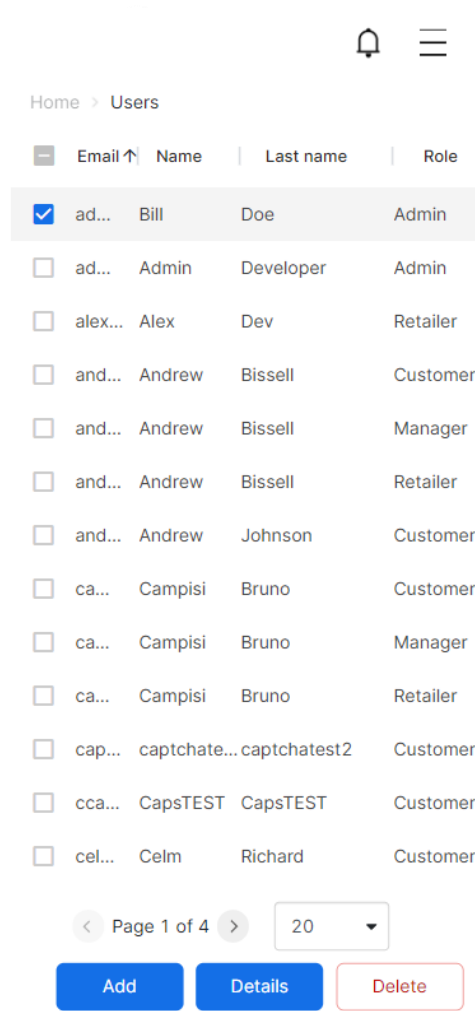 Home > Users
Email ↑ Name Last name Role
ad... Bill Doe Admin
ad... Admin Developer Admin
alex... Alex Dev Retailer
and... Andrew Bissell Customer
and... Andrew Bissell Manager
and... Andrew Bissell Retailer
and... Andrew Johnson Customer
ca... Campisi Bruno Customer
ca... Campisi Bruno Manager
ca... Campisi Bruno Retailer
cap... captchate... captchatest2 Customer
cca... CapsTEST CapsTEST Customer
cel... Celm Richard Customer
< Page 1 of 4 > 20
Add Details Delete